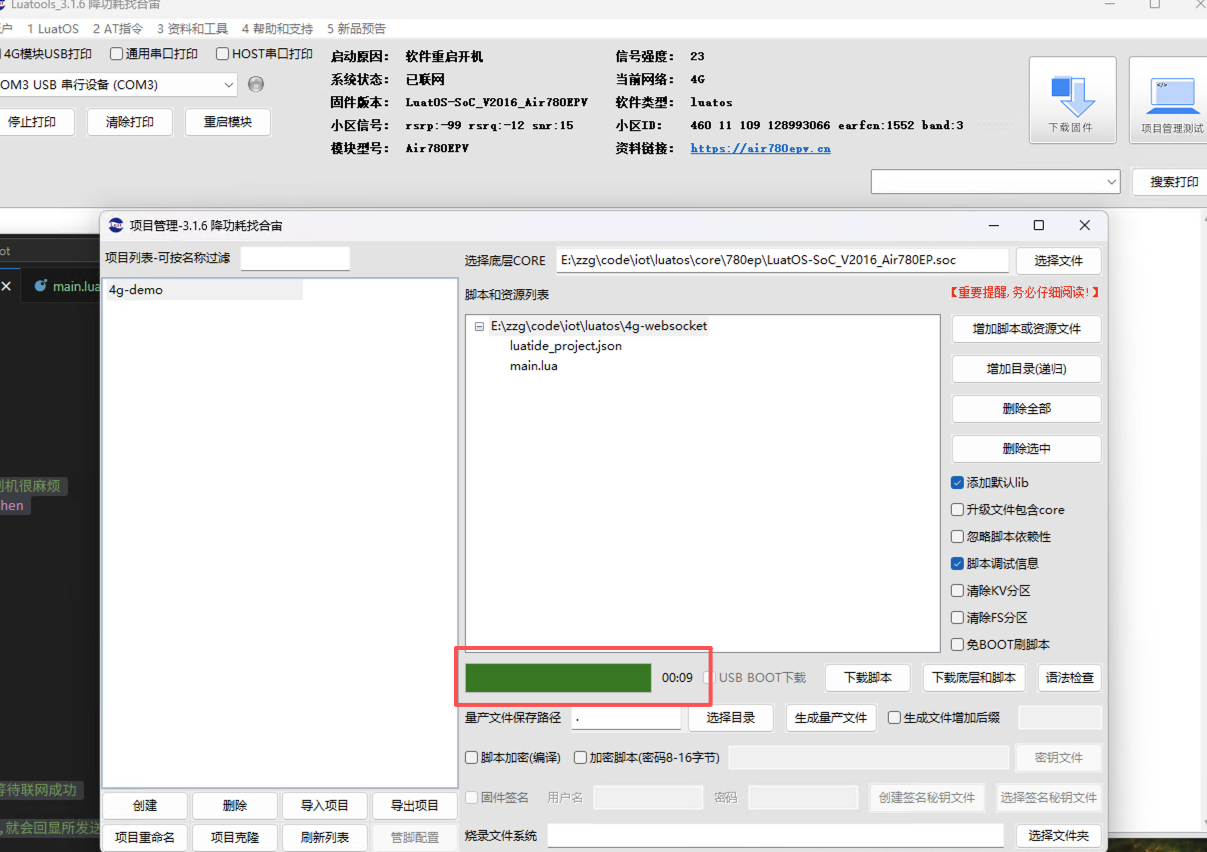 Luatools_3.1.6 降功耗找合宙
户 1 LuatOS 2 AT指令 3 资料和工具 4 帮助和支持 5 新品预告
4G模块USB打印 通用串口打印 HOST串口打印
OM3 USB 串行设备 (COM3)
停止打印 清除打印 重启模块
启动原因: 软件重启开机 信号强度: 23
系统状态: 已联网 当前网络: 4G
固件版本: LuatOS-SoC_V2016_Air780EPV 软件类型: luatos
小区信号: rsrp:-99 rsrq:-12 snr:15 小区ID: 460 11 109 128993066 earfcn:1552 band:3
模块型号: Air780EPV 资料链接: https://air780epv.cn
下载固件 项目管理测试
搜索打印
ot
main.lua
别机很麻烦
hen
等待联网成功
,就会回显所发送
项目管理-3.1.6 降功耗找合宙
项目列表-可按名称过滤
4g-demo
选择底层CORE E:\zzg\code\iot\luatos\core\780ep\LuatOS-SoC_V2016_Air780EP.soc 选择文件
脚本和资源列表 【重要提醒, 务必仔细阅读! 】
E:\zzg\code\iot\luatos\4g-websocket
luatide_project.json
main.lua
增加脚本或资源文件
增加目录(递归)
删除全部
删除选中
添加默认lib
升级文件包含core
忽略脚本依赖性
脚本调试信息
清除KV分区
清除FS分区
免BOOT刷脚本
00:09 USB BOOT下载 下载脚本 下载底层和脚本 语法检查
量产文件保存路径 . 选择目录 生成量产文件 生成文件增加后缀
脚本加密(编译) 加密脚本(密码8-16字节) 密钥文件
固件签名 用户名 密码 创建签名秘钥文件 选择签名秘钥文件
烧录文件系统 选择文件夹
创建 删除 导入项目 导出项目
项目重命名 项目克隆 刷新列表 管脚配置